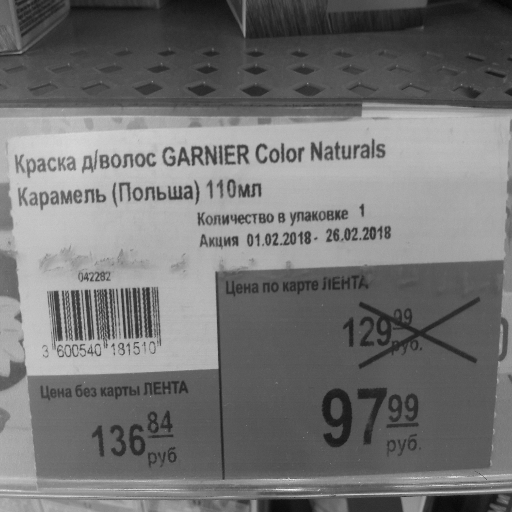 Краска д/волос GARNIER Color Naturals
Карамель (Польша) 110мл
Количество в упаковке 1
Акция 01.02.2018- 26.02.2018
042282
3 600540 181510
Цена по карте ЛЕНТА
129 99
руб.
97 99
руб.
Цена без карты ЛЕНТА
136 84
руб.